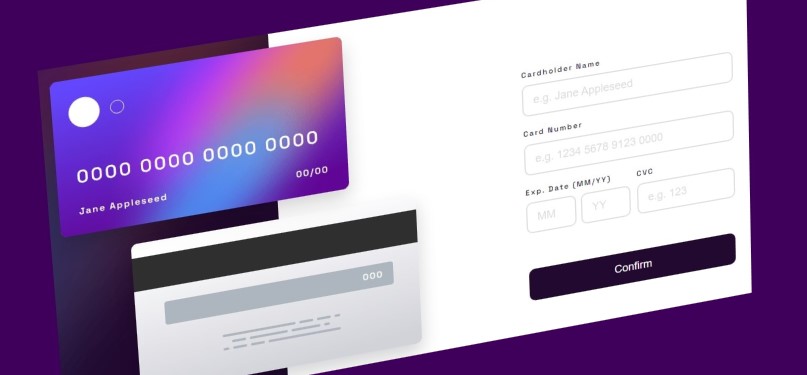 0000 0000 0000 0000
Jane Appleseed
00/00
000
Cardholder Name
e.g. Jane Appleseed
Card Number
e.g. 1234 5678 9123 0000
Exp. Date (MM/YY)
CVC
MM
YY
e.g. 123
Confirm